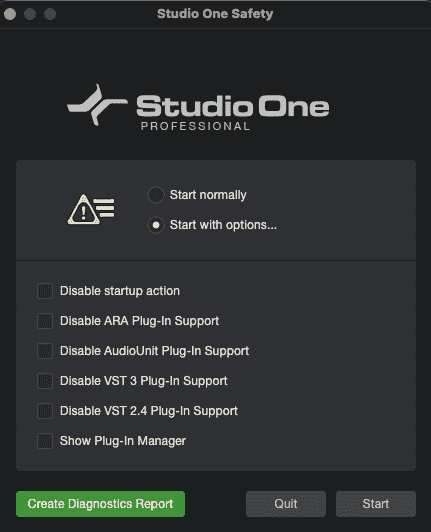 Studio One Safety
Studio One
PROFESSIONAL
Start normally
Start with options...
Disable startup action
Disable ARA Plug-In Support
Disable AudioUnit Plug-In Support
Disable VST 3 Plug-In Support
Disable VST 2.4 Plug-In Support
Show Plug-In Manager
Create Diagnostics Report Quit Start